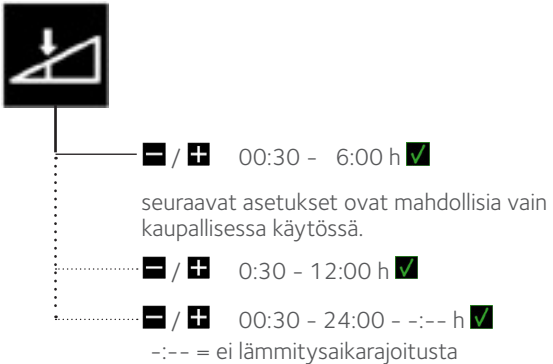 - / + 00:30 - 6:00 h ✓
seuraavat asetukset ovat mahdollisia vain
kaupallisessa käytössä.
- / + 0:30 - 12:00 h ✓
- / + 00:30 - 24:00 - -:-- h ✓
-:-- = ei lämmitysaikarajoitusta